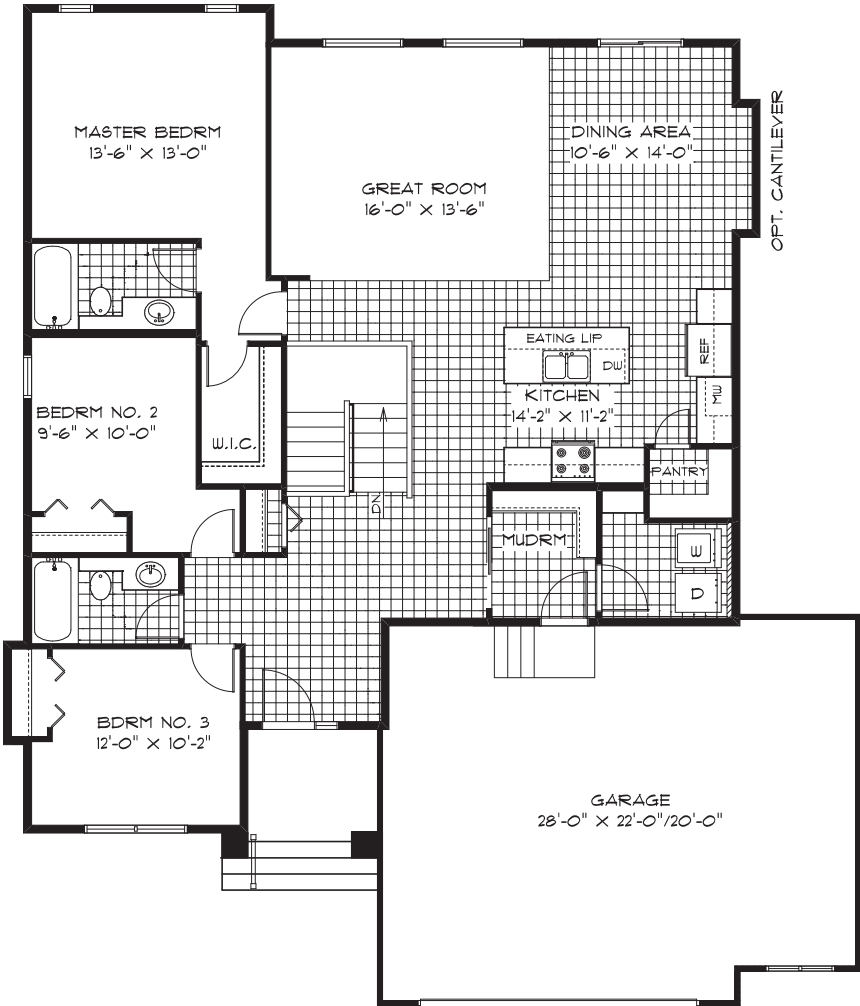 MASTER BEDRM
13'-6" X 13'-0"
GREAT ROOM
16'-0" X 13'-6"
DINING AREA
10'-6" X 14'-0"
OPT. CANTILEVER
EATING LIP
DW
REF
MW
KITCHEN
14'-2" X 11'-2"
BEDRM NO. 2
9'-6" X 10'-0"
W.I.C.
PANTRY
DN
MUDRM
W
D
BDRM NO. 3
12'-0" X 10'-2"
GARAGE
28'-0" X 22'-0"/20'-0"